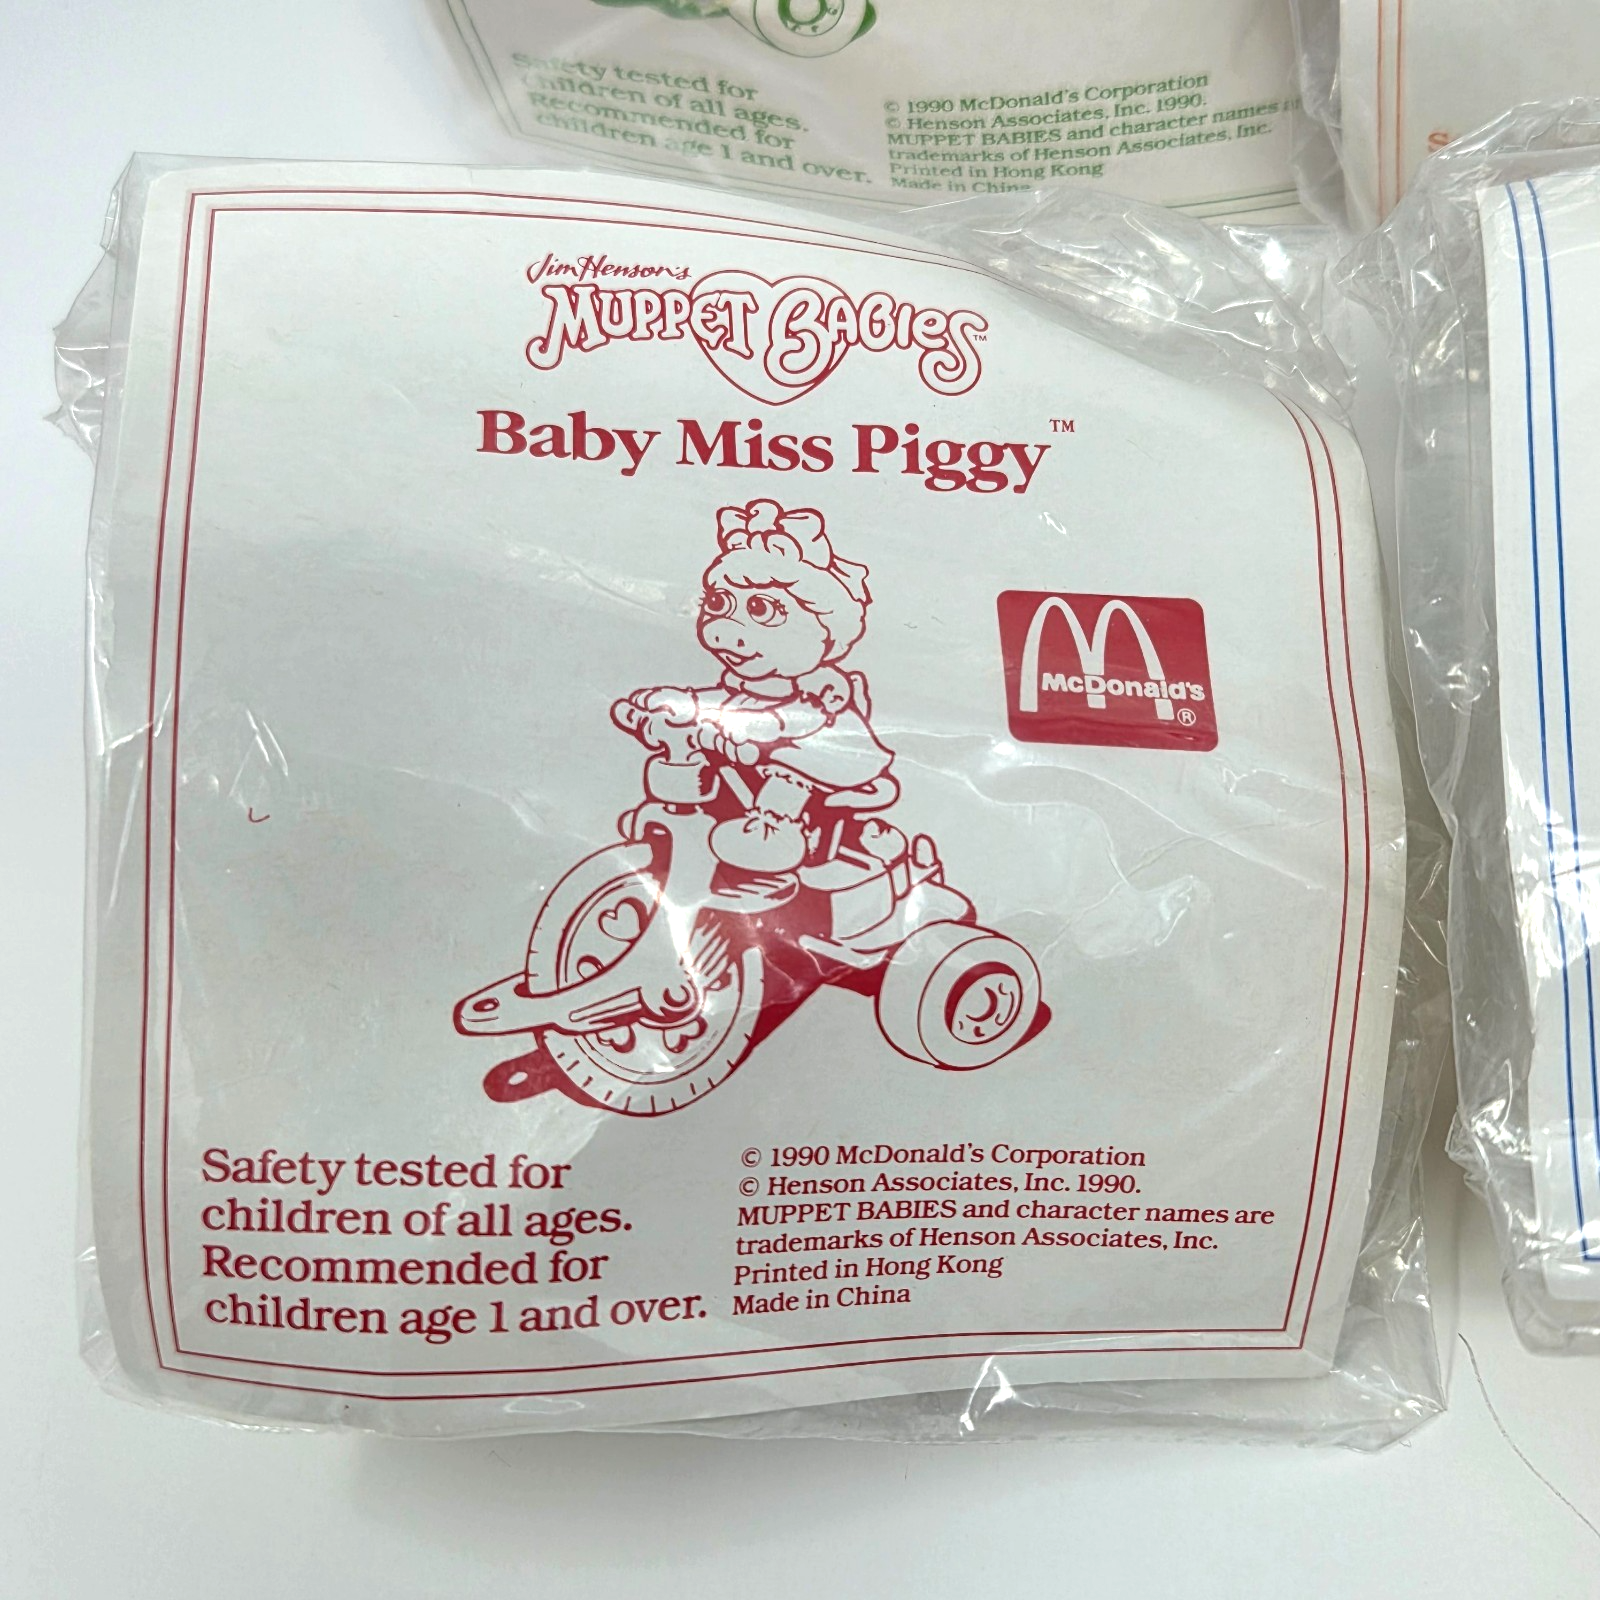 Safety tested for
children of all ages.
Recommended for
children age 1 and over.
© 1990 McDonald's Corporation
© Henson Associates, Inc. 1990.
MUPPET BABIES and character names
trademarks of Henson Associates, Inc.
Printed in Hong Kong
Made in China
Jim Henson's
MUPPET BABIES™
Baby Miss Piggy™
McDonald's
®
Safety tested for
children of all ages.
Recommended for
children age 1 and over.
© 1990 McDonald's Corporation
© Henson Associates, Inc. 1990.
MUPPET BABIES and character names are
trademarks of Henson Associates, Inc.
Printed in Hong Kong
Made in China